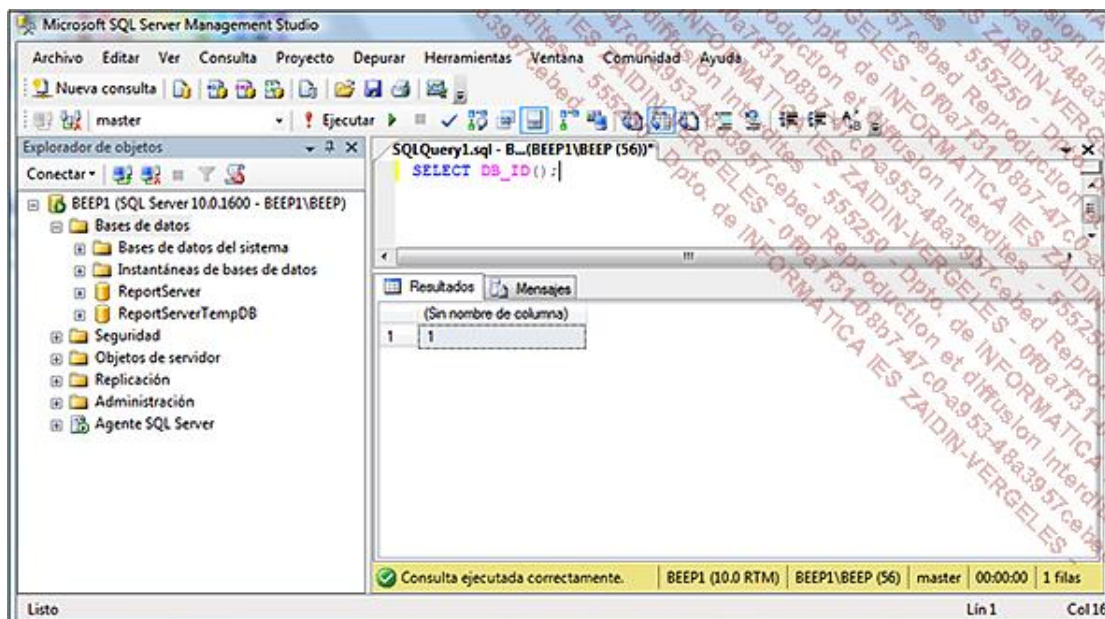 Microsoft SQL Server Management Studio
Archivo Editar Ver Consulta Proyecto Depurar Herramientas Ventana Comunidad Ayuda
Nueva consulta
master Ejecutar
Explorador de objetos
Conectar
BEEP1 (SQL Server 10.0.1600 - BEEP1\BEEP)
Bases de datos
Bases de datos del sistema
Instantáneas de bases de datos
ReportServer
ReportServerTempDB
Seguridad
Objetos de servidor
Replicación
Administración
Agente SQL Server
SQLQuery1.sql - B...(BEEP1\BEEP (56))*
SELECT DB_ID();
Resultados Mensajes
(Sin nombre de columna)
1 1
Consulta ejecutada correctamente. BEEP1 (10.0 RTM) BEEP1\BEEP (56) master 00:00:00 1 filas
Listo Lín 1 Col 16